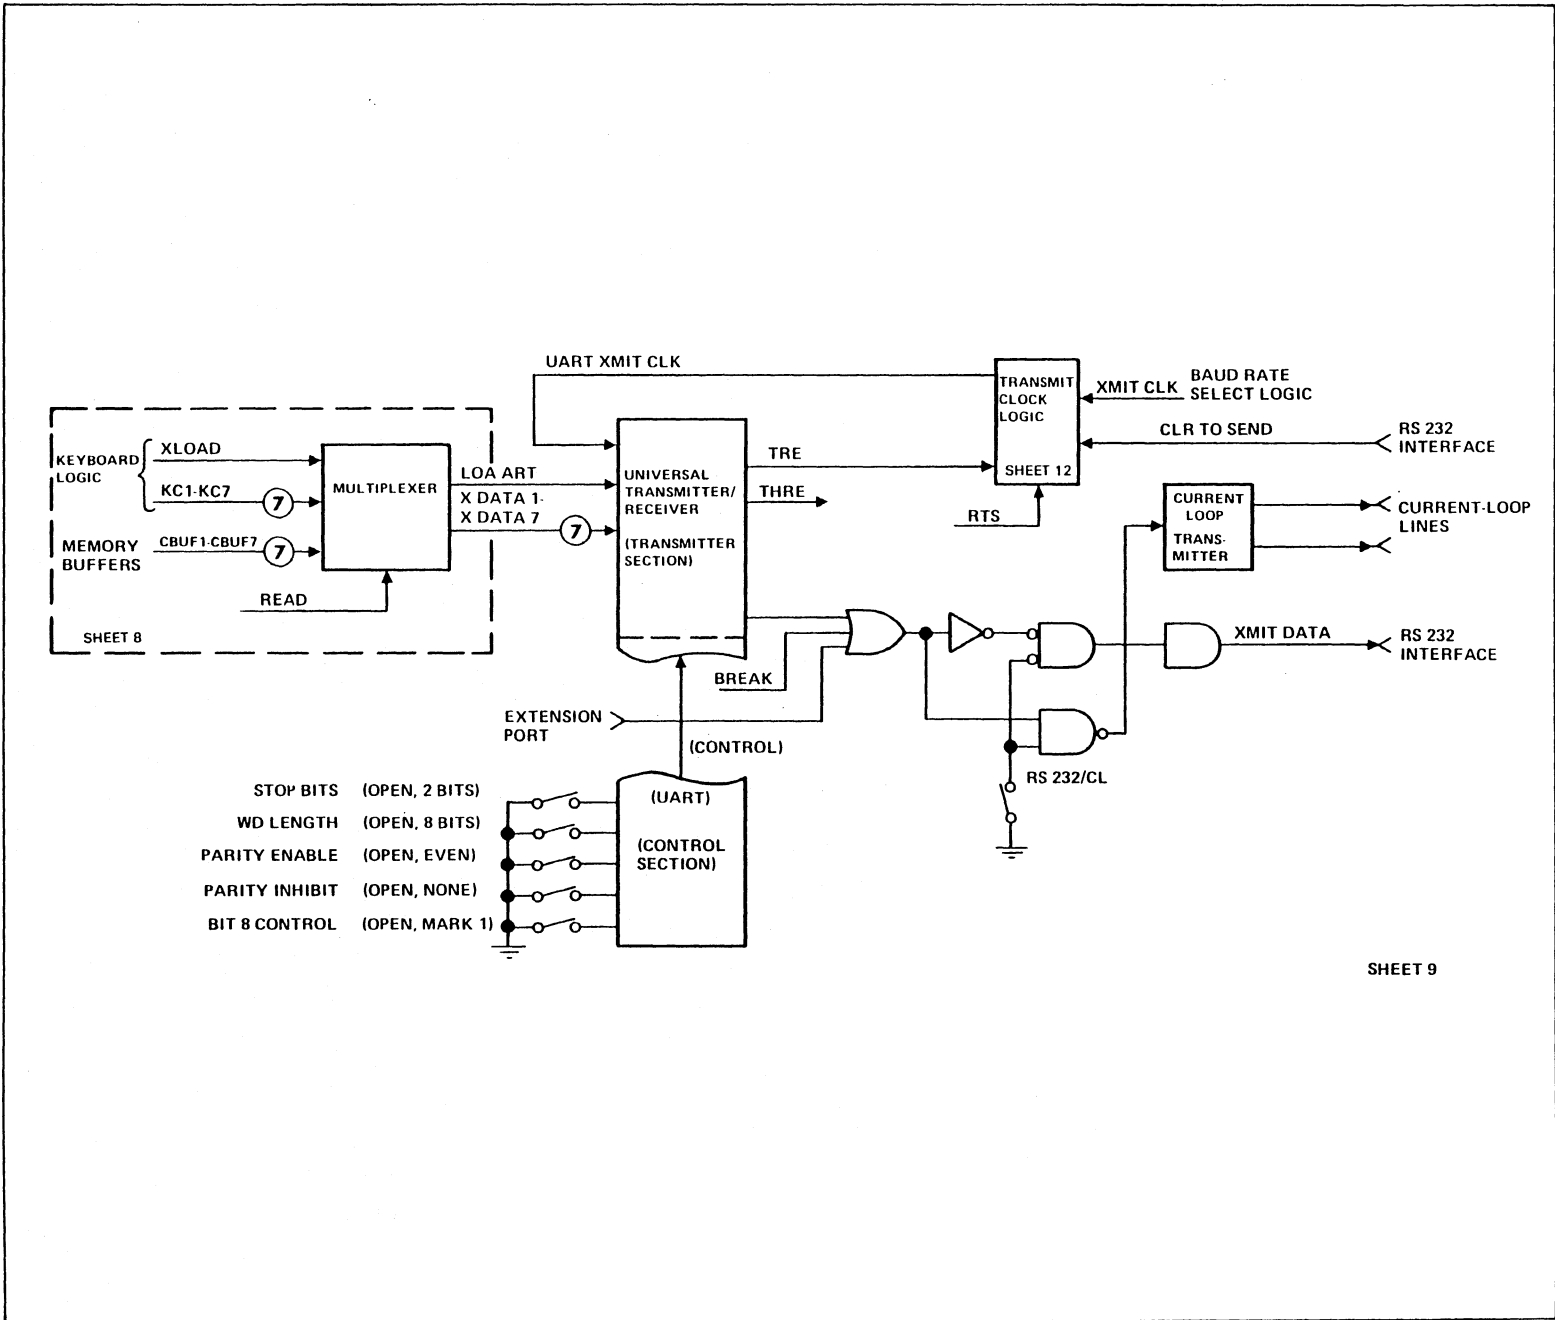 UART XMIT CLK
TRANSMIT
CLOCK
LOGIC
SHEET 12
XMIT CLK
BAUD RATE
SELECT LOGIC
CLR TO SEND
RS 232
INTERFACE
KEYBOARD
LOGIC
XLOAD
KC1-KC7
7
MEMORY
BUFFERS
CBUF1-CBUF7
7
MULTIPLEXER
READ
SHEET 8
LOA ART
X DATA 1-
X DATA 7
7
UNIVERSAL
TRANSMITTER/
RECEIVER
(TRANSMITTER
SECTION)
TRE
THRE
RTS
CURRENT
LOOP
TRANS-
MITTER
CURRENT-LOOP
LINES
BREAK
EXTENSION
PORT
XMIT DATA
RS 232
INTERFACE
(CONTROL)
RS 232/CL
STOP BITS (OPEN, 2 BITS)
WD LENGTH (OPEN, 8 BITS)
PARITY ENABLE (OPEN, EVEN)
PARITY INHIBIT (OPEN, NONE)
BIT 8 CONTROL (OPEN, MARK 1)
(UART)
(CONTROL
SECTION)
SHEET 9